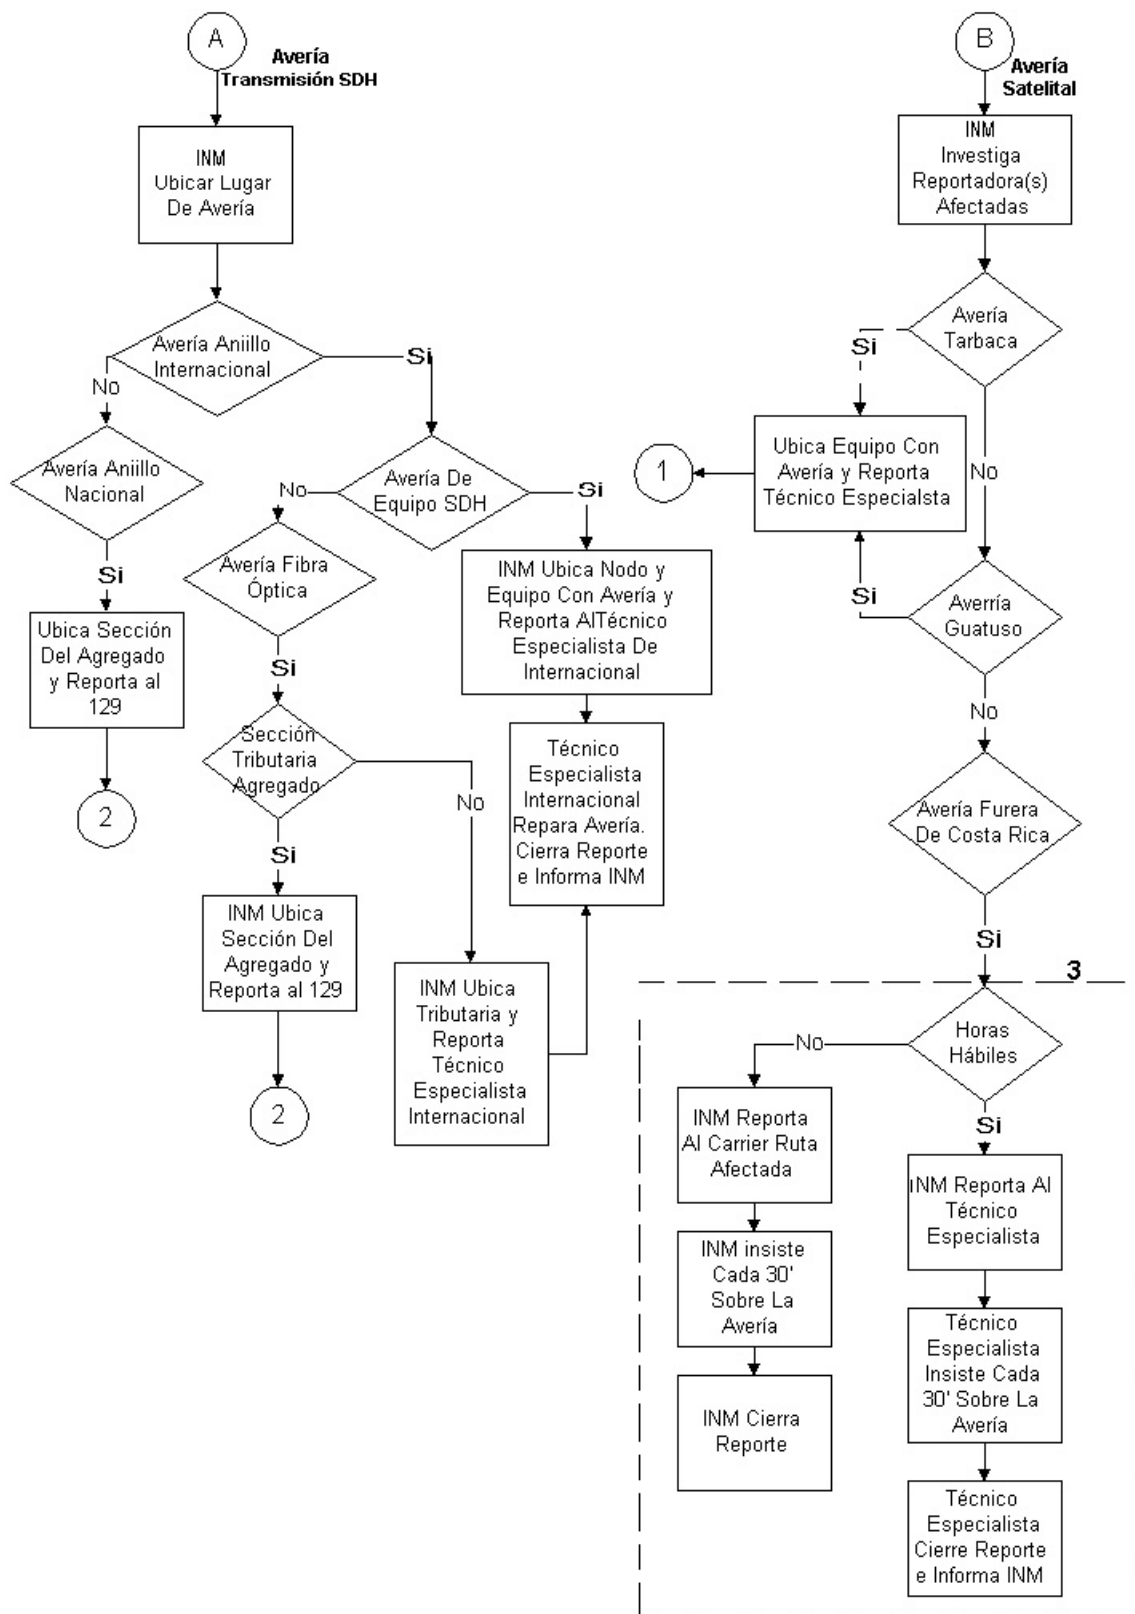 A
Avería
Transmisión SDH
INM
Ubicar Lugar
De Avería
Avería Aniillo
Internacional
No
Si
Avería Aniillo
Nacional
Si
Ubica Sección
Del Agregado
y Reporta al
129
2
Avería De
Equipo SDH
No
Si
Avería Fibra
Óptica
Si
Sección
Tributaria
Agregado
No
Si
INM Ubica
Sección Del
Agregado y
Reporta al 129
2
INM Ubica Nodo y
Equipo Con Avería y
Reporta AlTécnico
Especialista De
Internacional
Técnico
Especialista
Internacional
Repara Avería.
Cierra Reporte
e Informa INM
INM Ubica
Tributaria y
Reporta
Técnico
Especialista
Internacional
B
Avería
Satelital
INM
Investiga
Reportadora(s)
Afectadas
Avería
Tarbaca
Si
No
Ubica Equipo Con
Avería y Reporta
Técnico Especialsta
1
Averría
Guatuso
Si
No
Avería Furera
De Costa Rica
Si
3
Horas
Hábiles
No
Si
INM Reporta
Al Carrier Ruta
Afectada
INM insiste
Cada 30'
Sobre La
Avería
INM Cierra
Reporte
INM Reporta Al
Técnico
Especialista
Técnico
Especialista
Insiste Cada
30' Sobre La
Avería
Técnico
Especialista
Cierre Reporte
e Informa INM